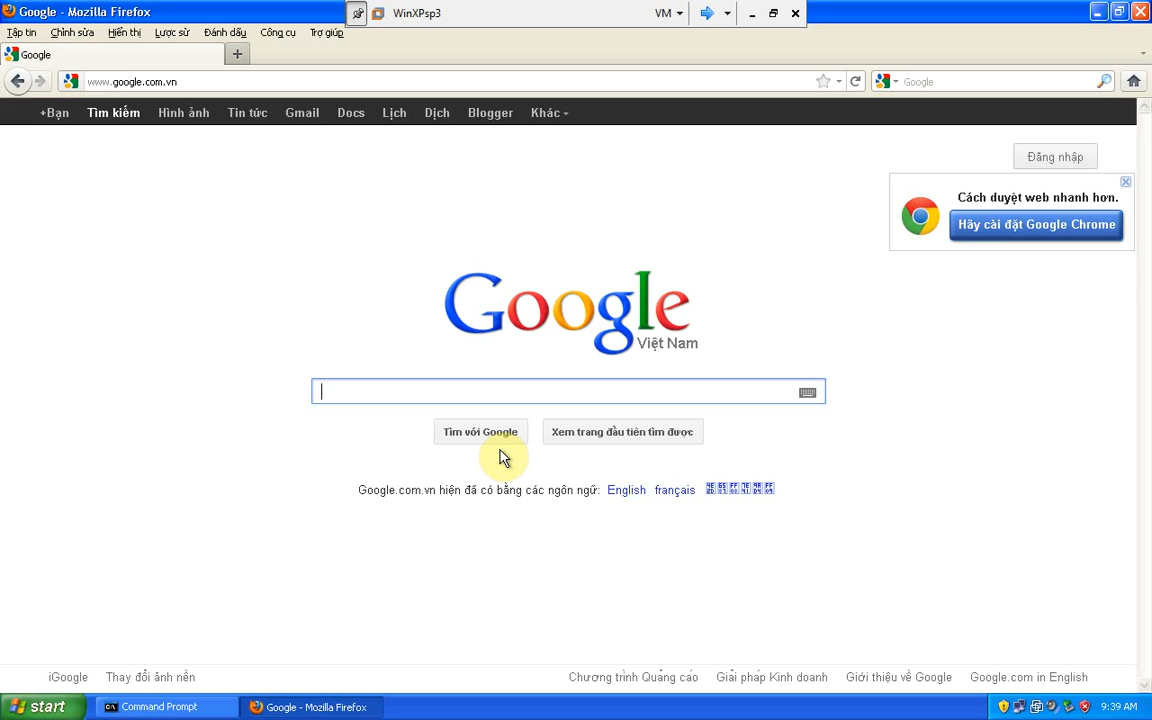 Google - Mozilla Firefox
WinXPsp3
VM
Tập tin Chỉnh sửa Hiển thị Lược sử Đánh dấu Công cụ Trợ giúp
Google
www.google.com.vn
Google
+Bạn Tìm kiếm Hình ảnh Tin tức Gmail Docs Lịch Dịch Blogger Khác
Đăng nhập
Cách duyệt web nhanh hơn.
Hãy cài đặt Google Chrome
Google
Việt Nam
Tìm với Google Xem trang đầu tiên tìm được
Google.com.vn hiện đã có bằng các ngôn ngữ: English français
iGoogle Thay đổi ảnh nền Chương trình Quảng cáo Giải pháp Kinh doanh Giới thiệu về Google Google.com in English
start Command Prompt Google - Mozilla Firefox 9:39 AM